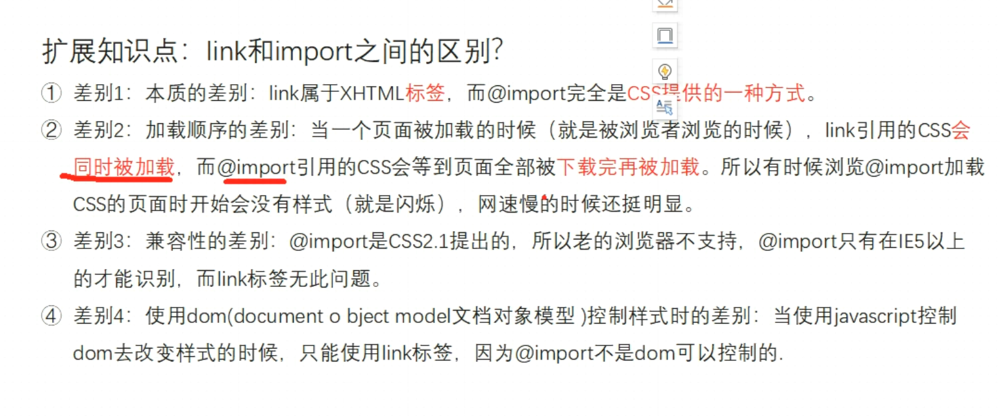 扩展知识点：link和import之间的区别？
① 差别1：本质的差别：link属于XHTML标签，而@import完全是CSS提供的一种方式。
② 差别2：加载顺序的差别：当一个页面被加载的时候（就是被浏览者浏览的时候），link引用的CSS会
同时被加载，而@import引用的CSS会等到页面全部被下载完再被加载。所以有时候浏览@import加载
CSS的页面时开始会没有样式（就是闪烁），网速慢的时候还挺明显。
③ 差别3：兼容性的差别：@import是CSS2.1提出的，所以老的浏览器不支持，@import只有在IE5以上
的才能识别，而link标签无此问题。
④ 差别4：使用dom(document o bject model文档对象模型 )控制样式时的差别：当使用javascript控制
dom去改变样式的时候，只能使用link标签，因为@import不是dom可以控制的.